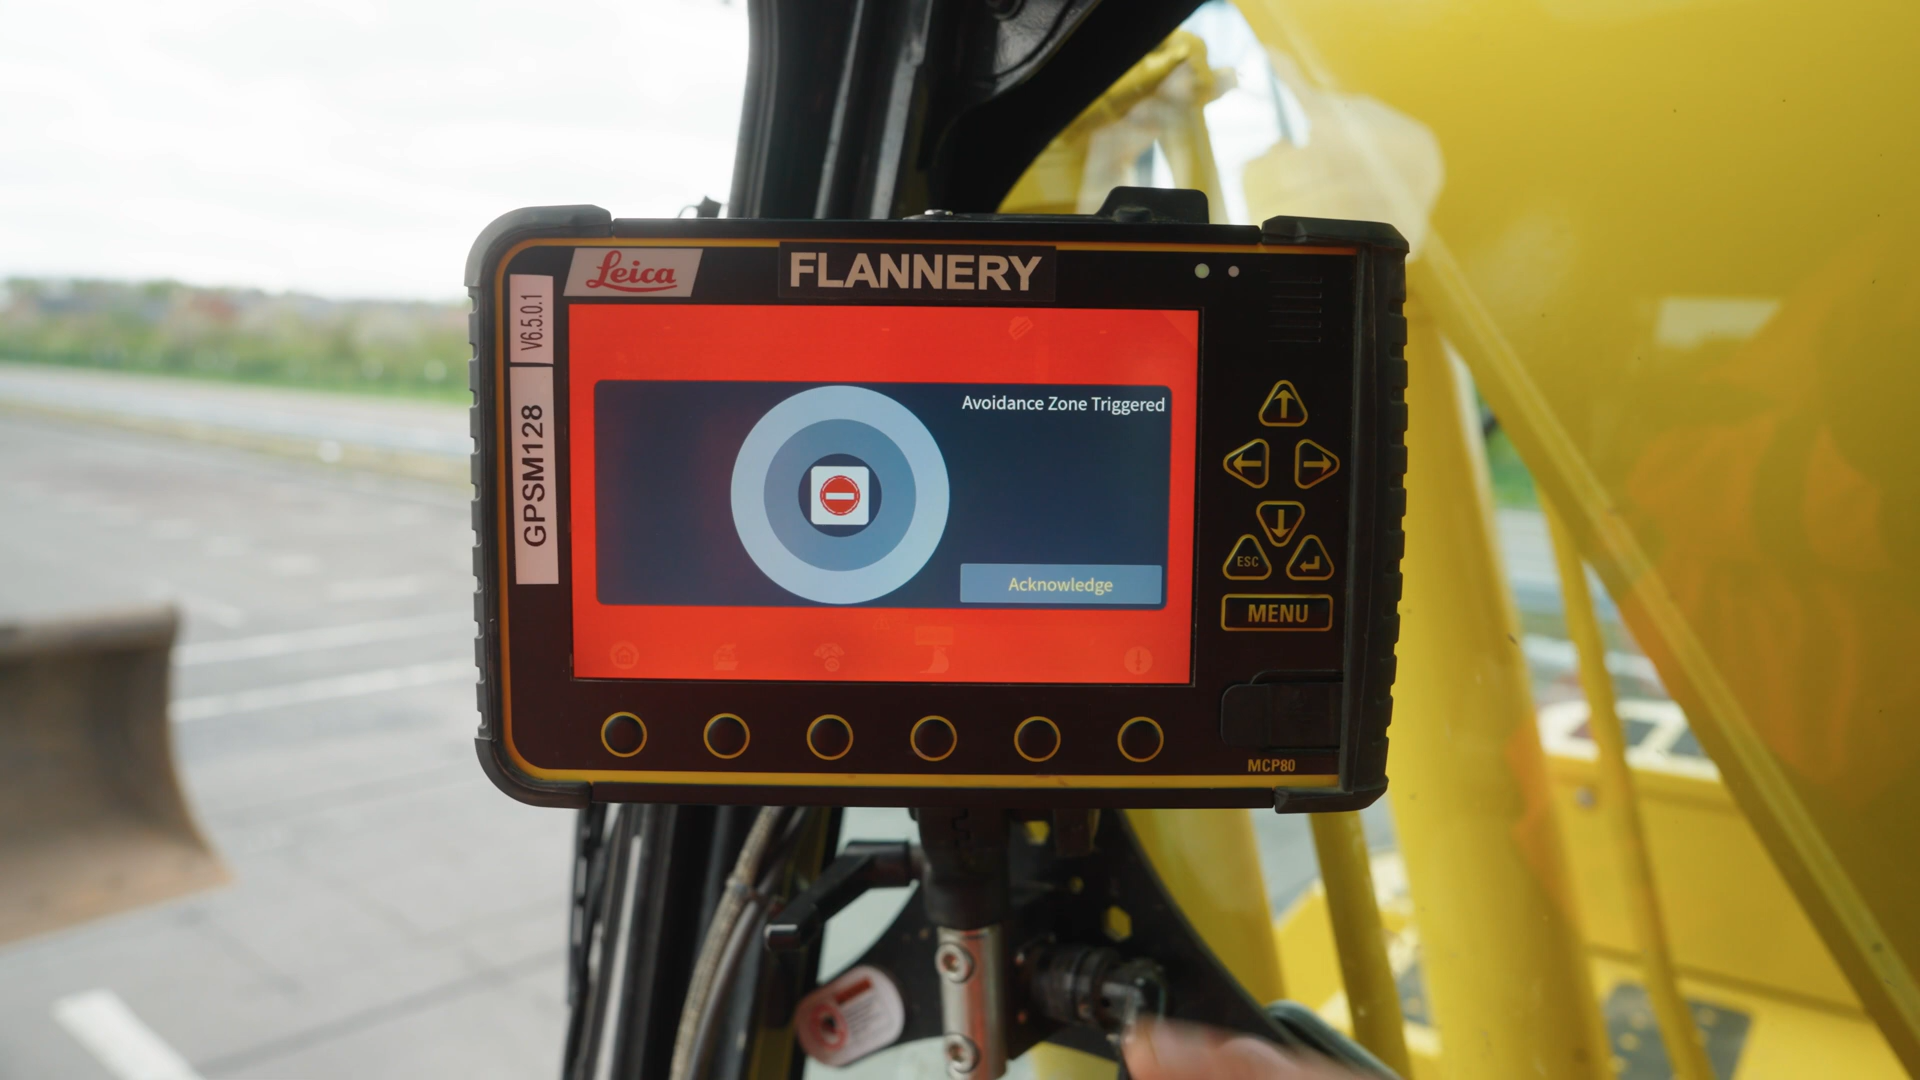 Leica
FLANNERY
V6.5.0.1
GPSM128
Avoidance Zone Triggered
Acknowledge
ESC
MENU
MCP80